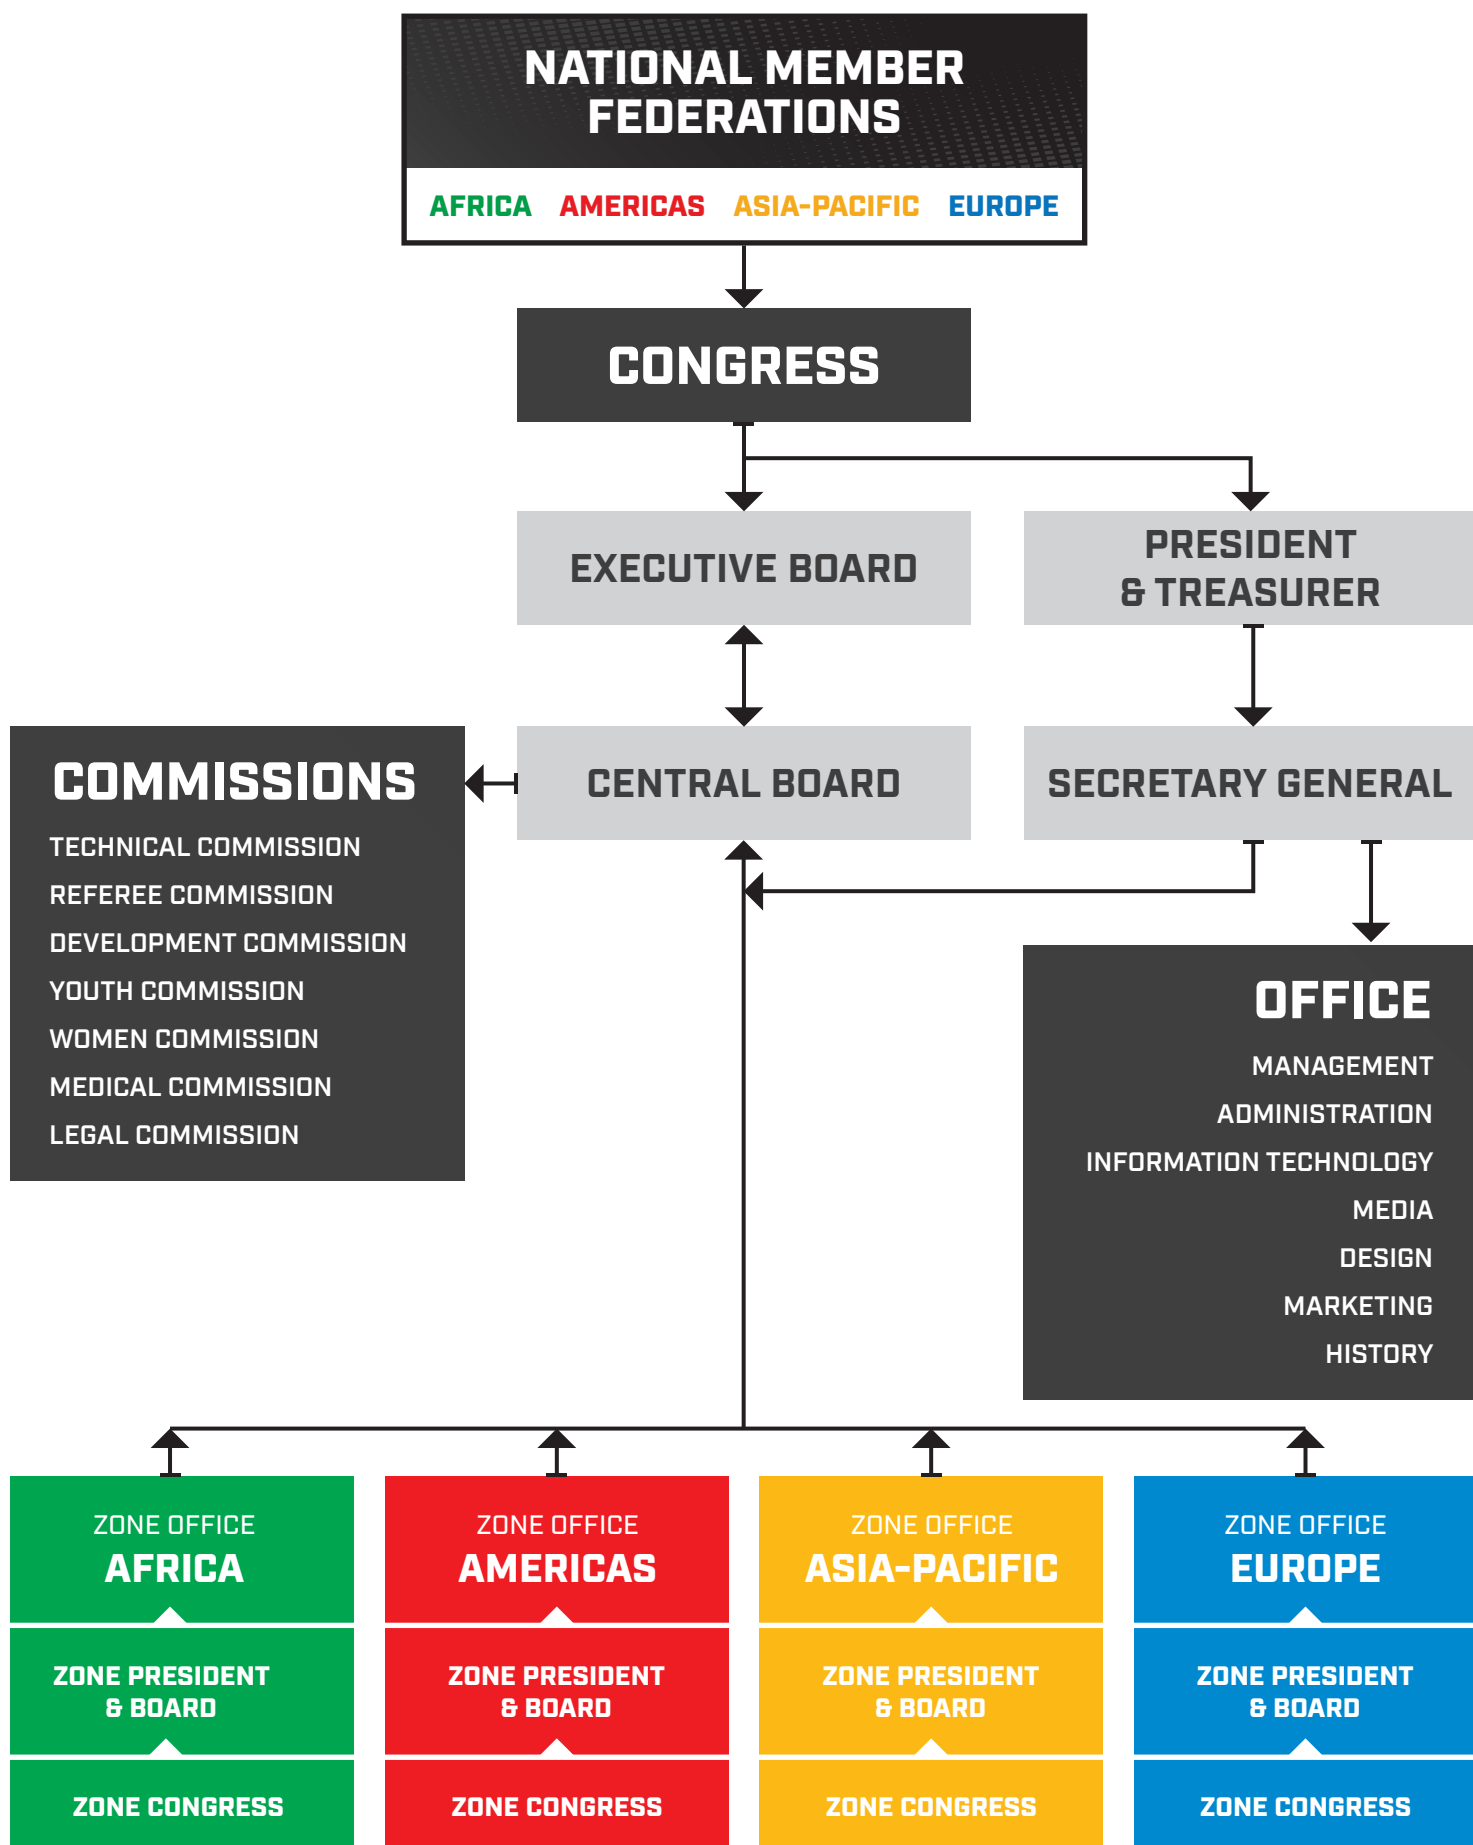 NATIONAL MEMBER
FEDERATIONS
AFRICA AMERICAS ASIA-PACIFIC EUROPE
CONGRESS
EXECUTIVE BOARD
PRESIDENT
& TREASURER
CENTRAL BOARD
SECRETARY GENERAL
COMMISSIONS
TECHNICAL COMMISSION
REFEREE COMMISSION
DEVELOPMENT COMMISSION
YOUTH COMMISSION
WOMEN COMMISSION
MEDICAL COMMISSION
LEGAL COMMISSION
OFFICE
MANAGEMENT
ADMINISTRATION
INFORMATION TECHNOLOGY
MEDIA
DESIGN
MARKETING
HISTORY
ZONE OFFICE
AFRICA
ZONE PRESIDENT
& BOARD
ZONE CONGRESS
ZONE OFFICE
AMERICAS
ZONE PRESIDENT
& BOARD
ZONE CONGRESS
ZONE OFFICE
ASIA-PACIFIC
ZONE PRESIDENT
& BOARD
ZONE CONGRESS
ZONE OFFICE
EUROPE
ZONE PRESIDENT
& BOARD
ZONE CONGRESS